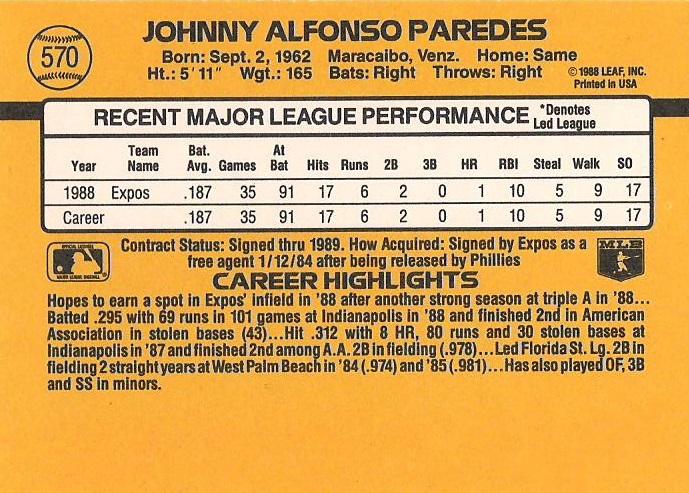 570
JOHNNY ALFONSO PAREDES
Born: Sept. 2, 1962 Maracaibo, Venz. Home: Same
Ht.: 5'11" Wgt.: 165 Bats: Right Throws: Right
©1988 LEAF, INC.
Printed in USA
RECENT MAJOR LEAGUE PERFORMANCE *Denotes Led League
Year Team Name Bat. Avg. Games At Bat Hits Runs 2B 3B HR RBI Steal Walk SO
1988 Expos .187 35 91 17 6 2 0 1 10 5 9 17
Career .187 35 91 17 6 2 0 1 10 5 9 17
Contract Status: Signed thru 1989. How Acquired: Signed by Expos as a
free agent 1/12/84 after being released by Phillies
OFFICIAL LICENSEE
MAJOR LEAGUE BASEBALL
MLB
CAREER HIGHLIGHTS
Hopes to earn a spot in Expos' infield in '88 after another strong season at triple A in '88...
Batted .295 with 69 runs in 101 games at Indianapolis in '88 and finished 2nd in American
Association in stolen bases (43)...Hit .312 with 8 HR, 80 runs and 30 stolen bases at
Indianapolis in '87 and finished 2nd among A.A. 2B in fielding (.978)...Led Florida St. Lg. 2B in
fielding 2 straight years at West Palm Beach in '84 (.974) and '85 (.981)...Has also played OF, 3B
and SS in minors.